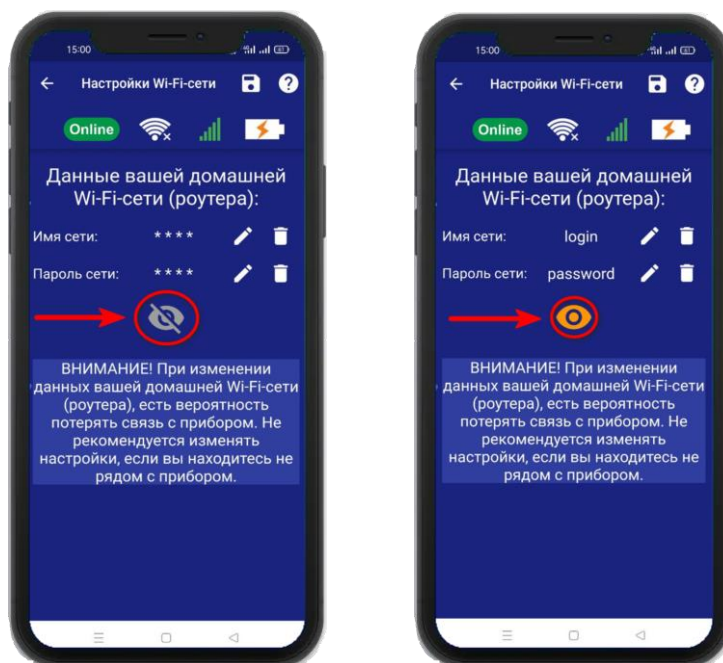 15:00
Настройки Wi-Fi-сети
Online
Данные вашей домашней
Wi-Fi-сети (роутера):
Имя сети: ****
Пароль сети: ****
ВНИМАНИЕ! При изменении
данных вашей домашней Wi-Fi-сети
(роутера), есть вероятность
потерять связь с прибором. Не
рекомендуется изменять
настройки, если вы находитесь не
рядом с прибором.
15:00
Настройки Wi-Fi-сети
Online
Данные вашей домашней
Wi-Fi-сети (роутера):
Имя сети: login
Пароль сети: password
ВНИМАНИЕ! При изменении
данных вашей домашней Wi-Fi-сети
(роутера), есть вероятность
потерять связь с прибором. Не
рекомендуется изменять
настройки, если вы находитесь не
рядом с прибором.